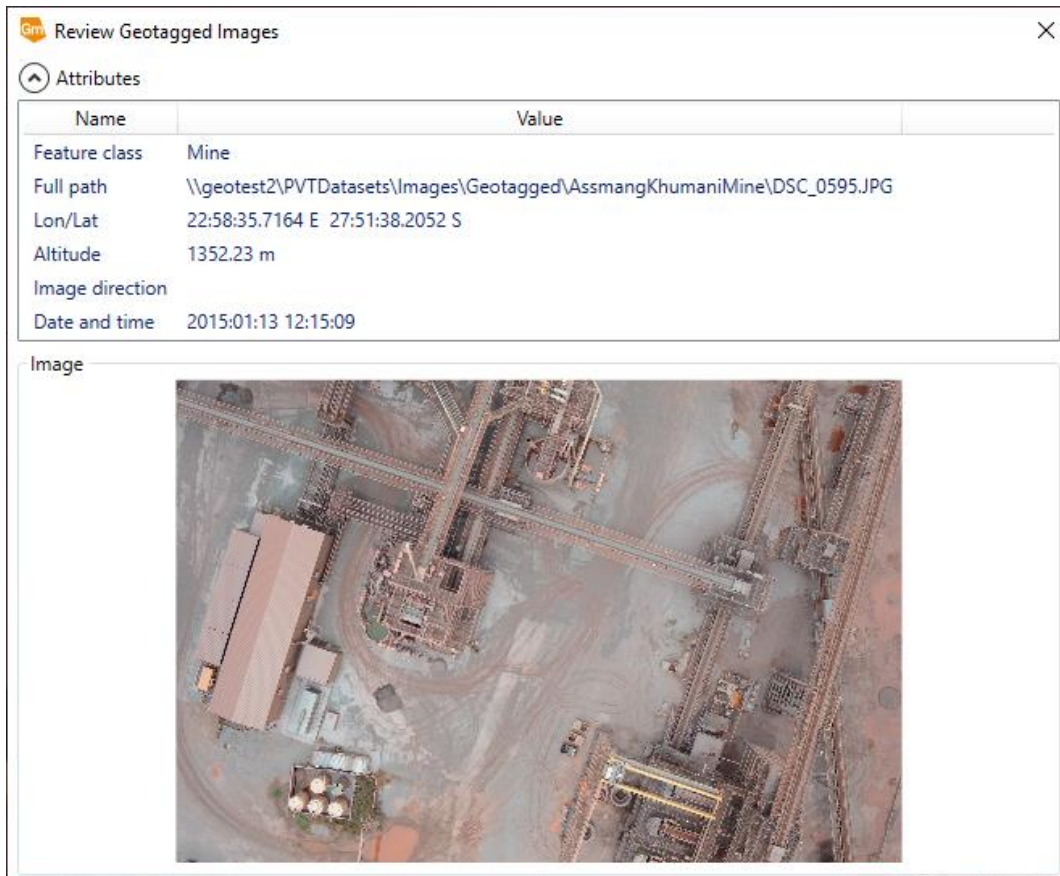 Gm Review Geotagged Images
Attributes
Name Value
Feature class Mine
Full path \\geotest2\PVTDatasets\Images\Geotagged\AssmangKhumaniMine\DSC_0595.JPG
Lon/Lat 22:58:35.7164 E  27:51:38.2052 S
Altitude 1352.23 m
Image direction
Date and time 2015:01:13 12:15:09
Image